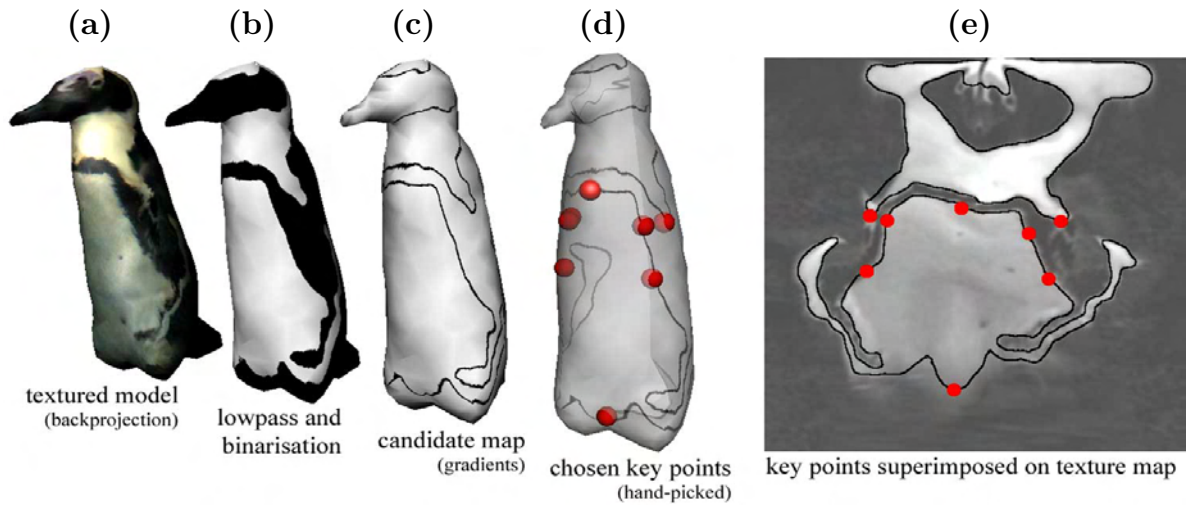 (a)
(b)
(c)
(d)
(e)
textured model
(backprojection)
lowpass and
binarisation
candidate map
(gradients)
chosen key points
(hand-picked)
key points superimposed on texture map